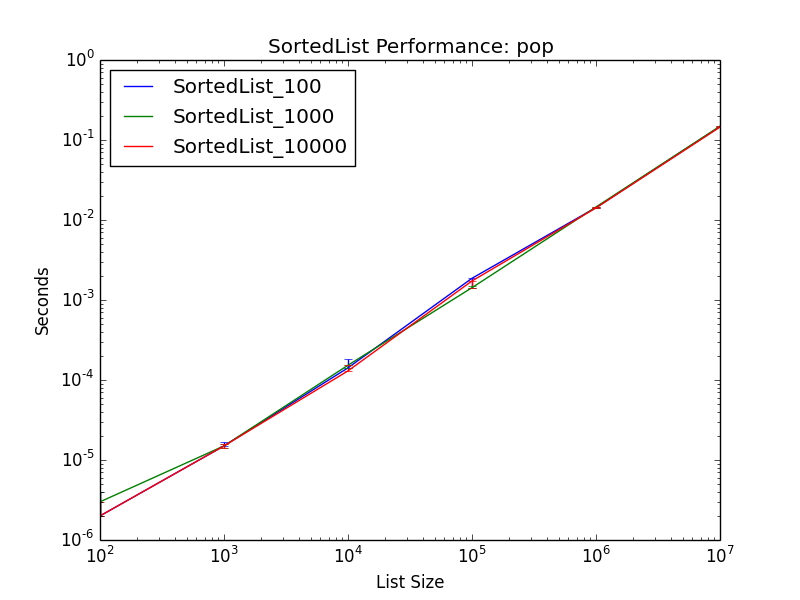 SortedList Performance: pop
SortedList_100
SortedList_1000
SortedList_10000
Seconds
10^0
10^-1
10^-2
10^-3
10^-4
10^-5
10^-6
10^2
10^3
10^4
10^5
10^6
10^7
List Size